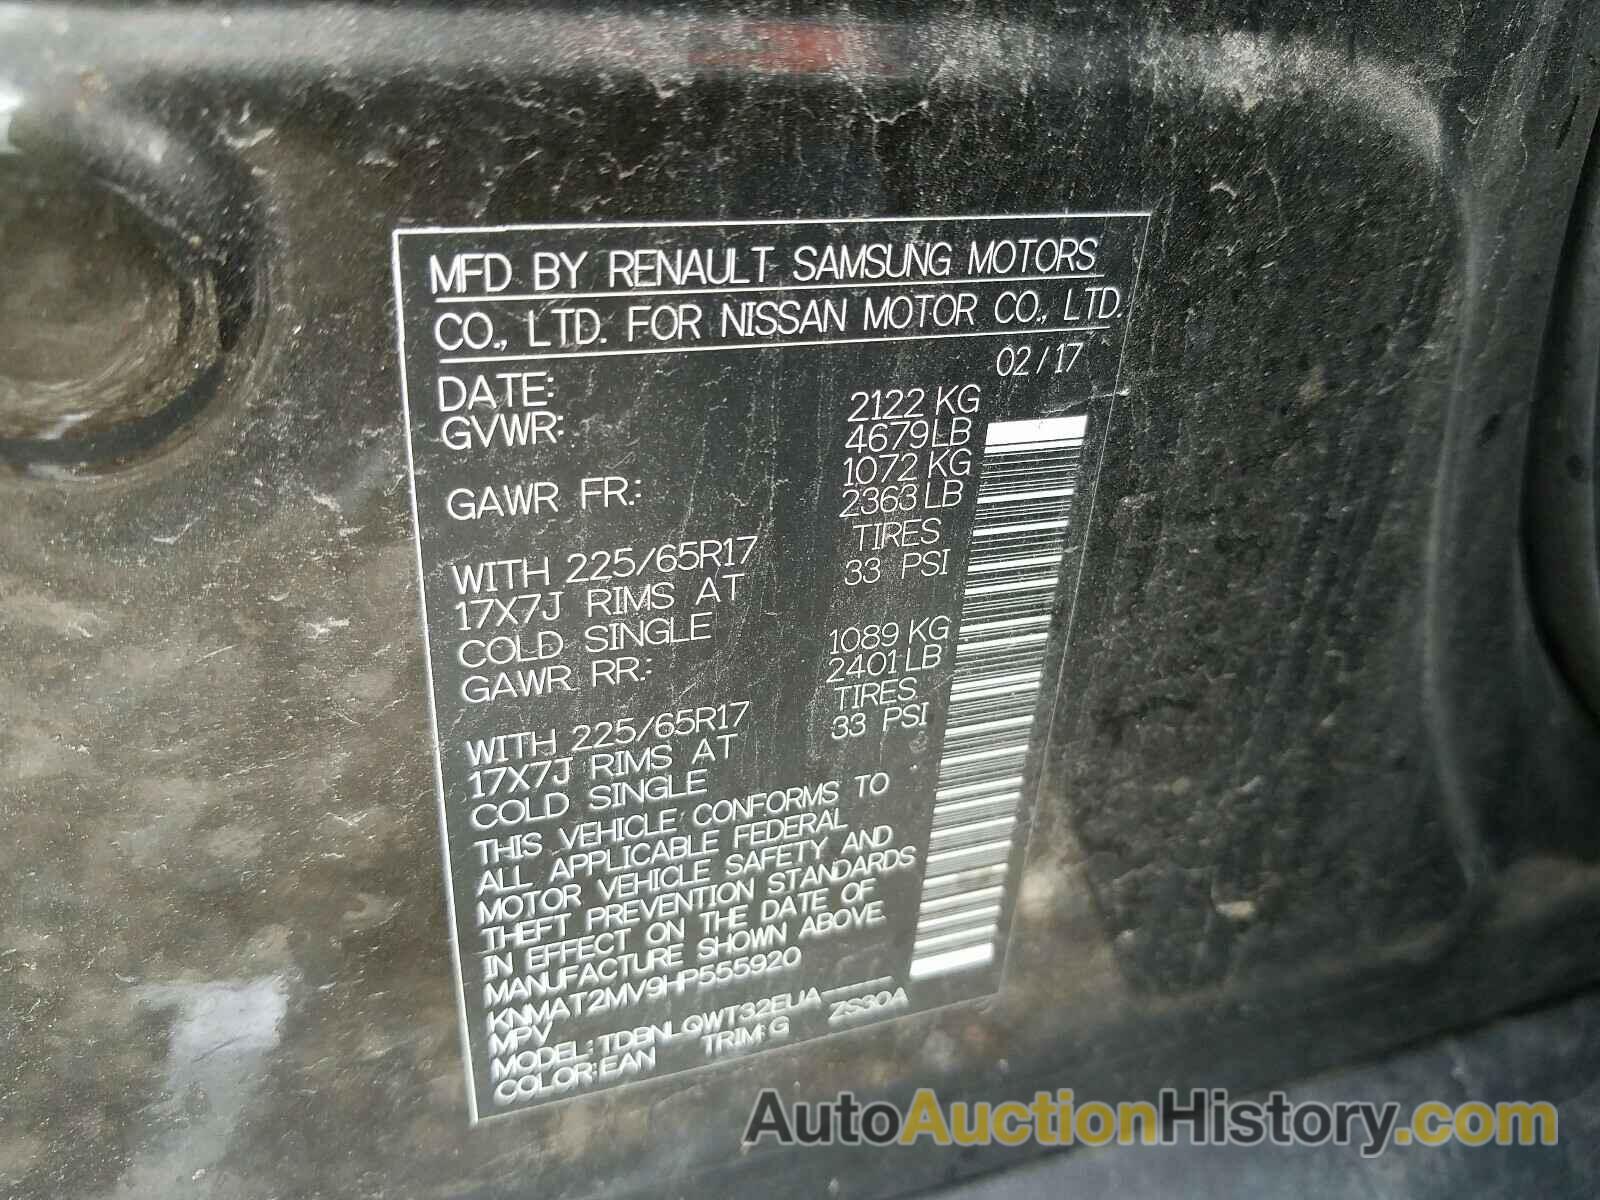 MFD BY RENAULT SAMSUNG MOTORS
CO., LTD. FOR NISSAN MOTOR CO., LTD.
DATE: 02/17
GVWR: 2122 KG
4679LB
GAWR FR: 1072 KG
2363 LB
WITH 225/65R17 TIRES
17X7J RIMS AT 33 PSI
COLD SINGLE
GAWR RR: 1089 KG
2401 LB
WITH 225/65R17 TIRES
17X7J RIMS AT 33 PSI
COLD SINGLE
THIS VEHICLE CONFORMS TO
ALL APPLICABLE FEDERAL
MOTOR VEHICLE SAFETY AND
THEFT PREVENTION STANDARDS
IN EFFECT ON THE DATE OF
MANUFACTURE SHOWN ABOVE.
KNMAT2MV9HP555920
MPV
MODEL: TDBNLQWT32EUA-----
COLOR: EAN TRIM: G ZS30A
AutoAuctionHistory.com